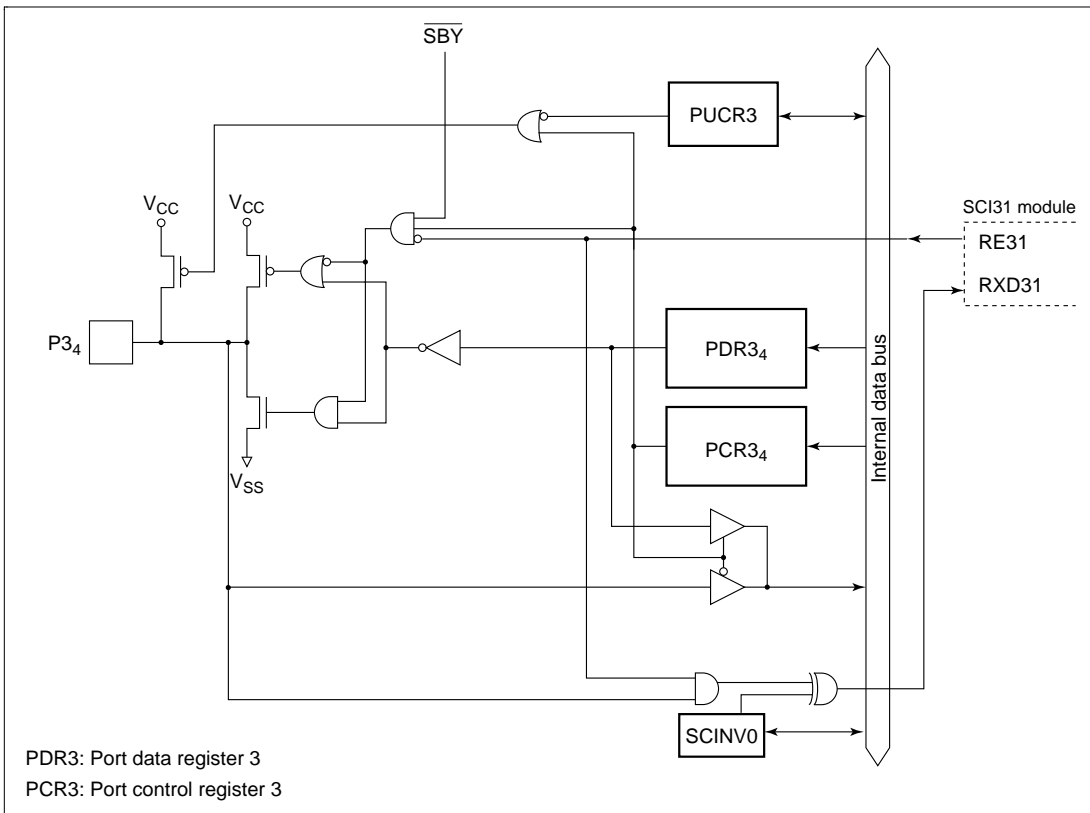 SBY
PUCR3
VCC
VCC
SCI31 module
RE31
RXD31
P34
PDR34
PCR34
Internal data bus
VSS
SCINV0
PDR3: Port data register 3
PCR3: Port control register 3